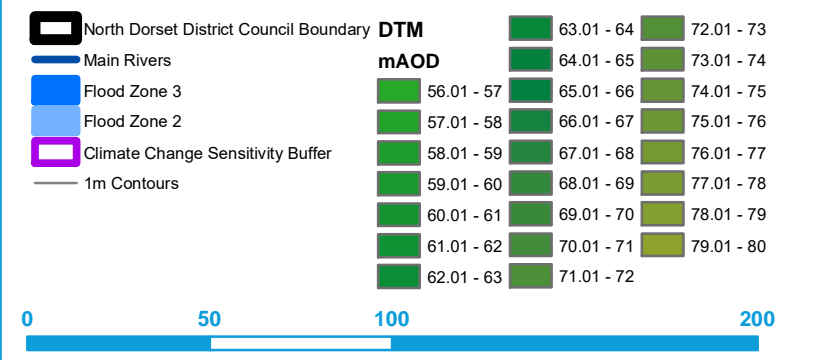 North Dorset District Council Boundary
Main Rivers
Flood Zone 3
Flood Zone 2
Climate Change Sensitivity Buffer
1m Contours
DTM
mAOD
56.01 - 57
57.01 - 58
58.01 - 59
59.01 - 60
60.01 - 61
61.01 - 62
62.01 - 63
63.01 - 64
64.01 - 65
65.01 - 66
66.01 - 67
67.01 - 68
68.01 - 69
69.01 - 70
70.01 - 71
71.01 - 72
72.01 - 73
73.01 - 74
74.01 - 75
75.01 - 76
76.01 - 77
77.01 - 78
78.01 - 79
79.01 - 80
0 50 100 200